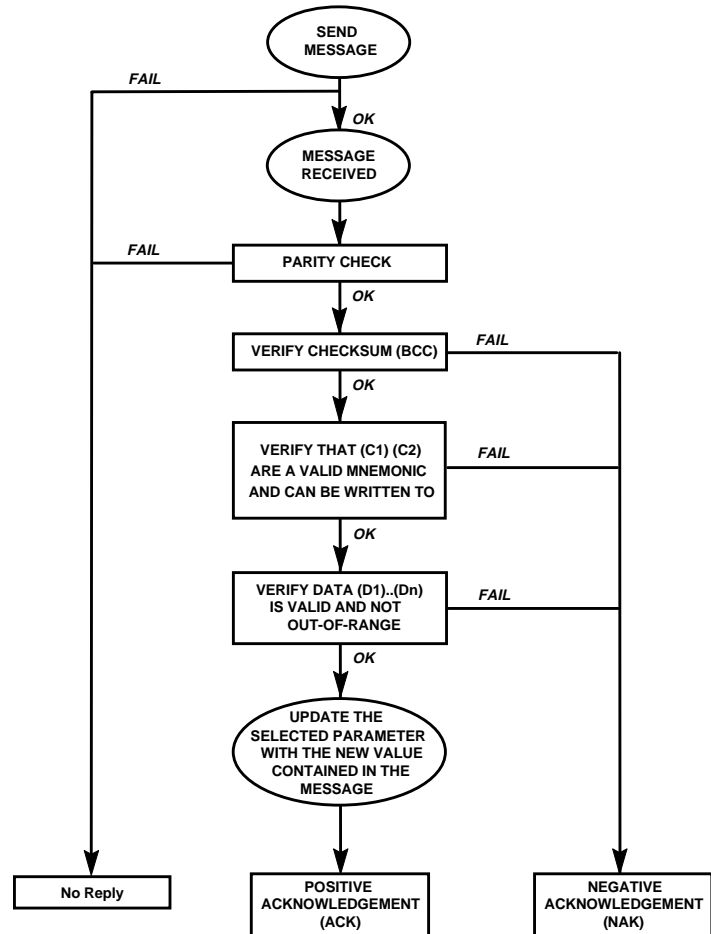 SEND
MESSAGE
FAIL
OK
MESSAGE
RECEIVED
FAIL
PARITY CHECK
OK
VERIFY CHECKSUM (BCC)
FAIL
OK
VERIFY THAT (C1) (C2)
ARE A VALID MNEMONIC
AND CAN BE WRITTEN TO
FAIL
OK
VERIFY DATA (D1)..(Dn)
IS VALID AND NOT
OUT-OF-RANGE
FAIL
OK
UPDATE THE
SELECTED PARAMETER
WITH THE NEW VALUE
CONTAINED IN THE
MESSAGE
No Reply
POSITIVE
ACKNOWLEDGEMENT
(ACK)
NEGATIVE
ACKNOWLEDGEMENT
(NAK)